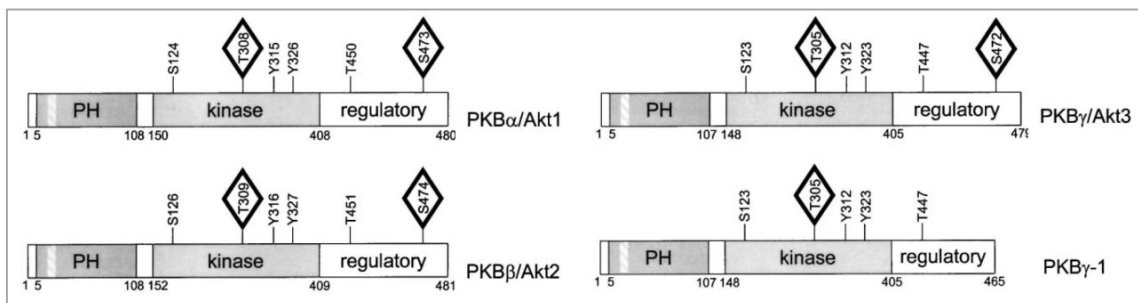 S124 T308 Y315 Y326 T450 S473
PH kinase regulatory
1 5 108 150 408 480
PKBα/Akt1
S123 T305 Y312 Y323 T447 S472
PH kinase regulatory
1 5 107 148 405 479
PKBγ/Akt3
S126 T309 Y316 Y327 T451 S474
PH kinase regulatory
1 5 108 152 409 481
PKBβ/Akt2
S123 T305 Y312 Y323 T447
PH kinase regulatory
1 5 107 148 405 465
PKBγ-1